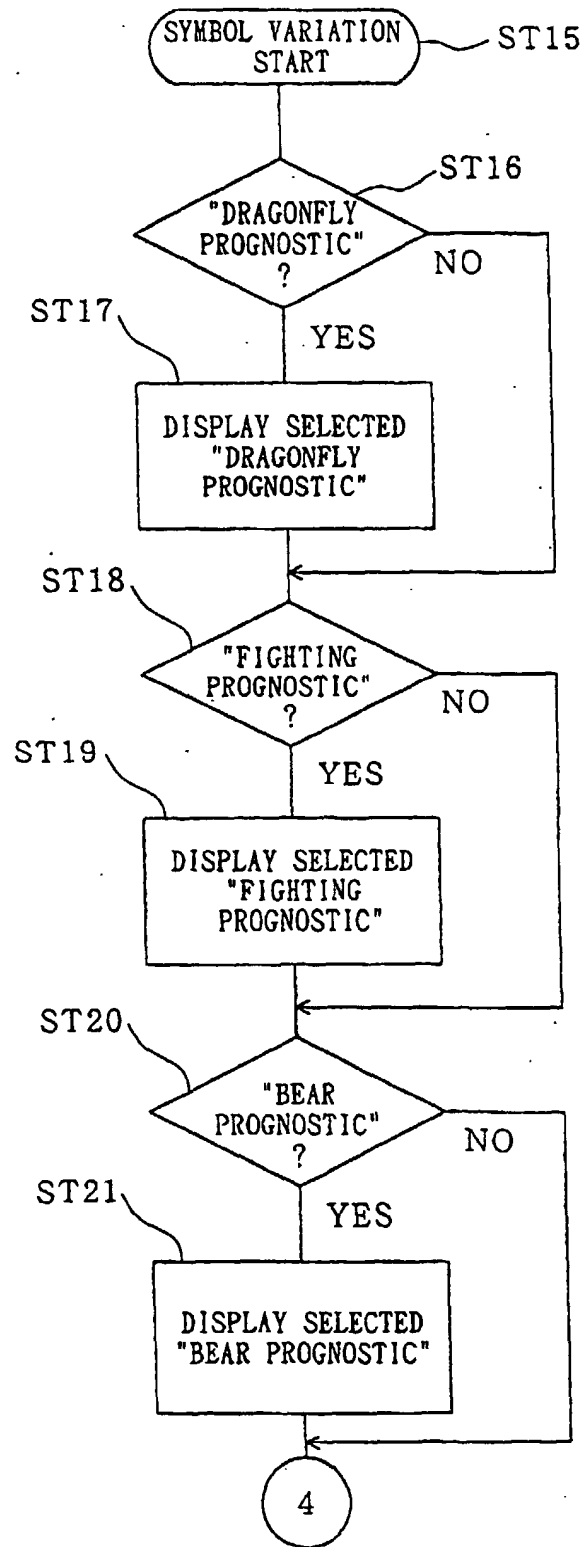 SYMBOL VARIATION
START
ST15
ST16
"DRAGONFLY
PROGNOSTIC"
?
NO
ST17
YES
DISPLAY SELECTED
"DRAGONFLY
PROGNOSTIC"
ST18
"FIGHTING
PROGNOSTIC"
?
NO
ST19
YES
DISPLAY SELECTED
"FIGHTING
PROGNOSTIC"
ST20
"BEAR
PROGNOSTIC"
?
NO
ST21
YES
DISPLAY SELECTED
"BEAR PROGNOSTIC"
4